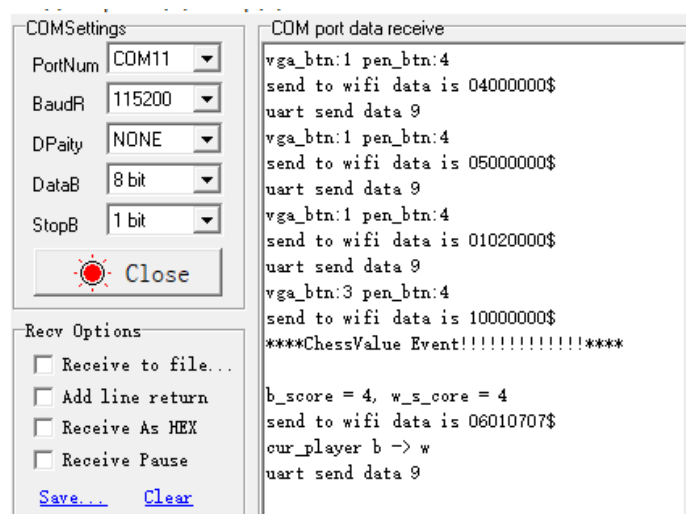 COMSettings
PortNum COM11
BaudR 115200
DPaity NONE
DataB 8 bit
StopB 1 bit
Close
Recv Options
Receive to file...
Add line return
Receive As HEX
Receive Pause
Save... Clear
COM port data receive
vga_btn:1 pen_btn:4
send to wifi data is 04000000$
uart send data 9
vga_btn:1 pen_btn:4
send to wifi data is 05000000$
uart send data 9
vga_btn:1 pen_btn:4
send to wifi data is 01020000$
uart send data 9
vga_btn:3 pen_btn:4
send to wifi data is 10000000$
****ChessValue Event!!!!!!!!!!!!!****
b_score = 4, w_s_core = 4
send to wifi data is 06010707$
cur_player b -> w
uart send data 9